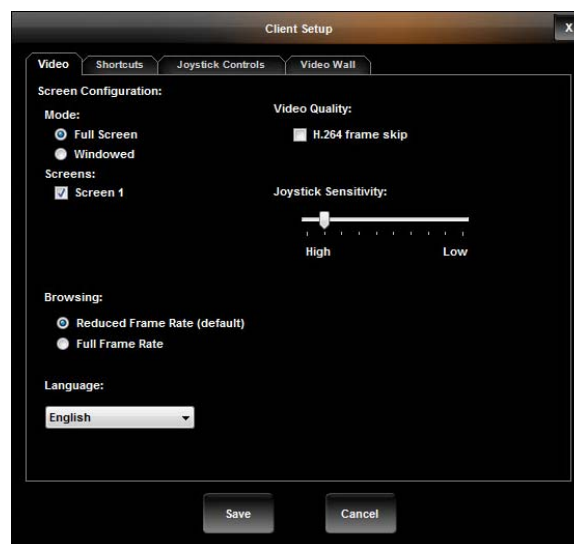 Client Setup
X
Video
Shortcuts
Joystick Controls
Video Wall
Screen Configuration:
Mode:
Full Screen
Windowed
Screens:
Screen 1
Video Quality:
H.264 frame skip
Joystick Sensitivity:
High
Low
Browsing:
Reduced Frame Rate (default)
Full Frame Rate
Language:
English
Save
Cancel